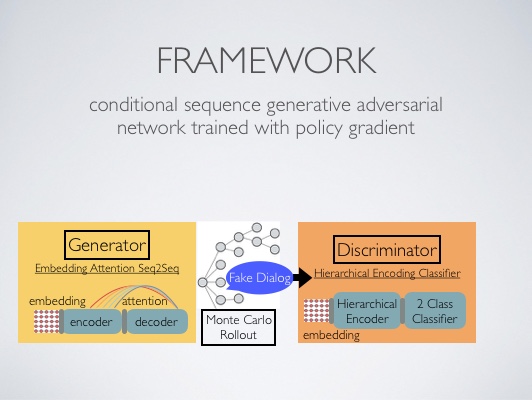 FRAMEWORK
conditional sequence generative adversarial
network trained with policy gradient
Generator
Embedding Attention Seq2Seq
embedding
attention
encoder
decoder
Fake Dialog
Monte Carlo
Rollout
Discriminator
Hierarchical Encoding Classifier
Hierarchical
Encoder
2 Class
Classifier
embedding